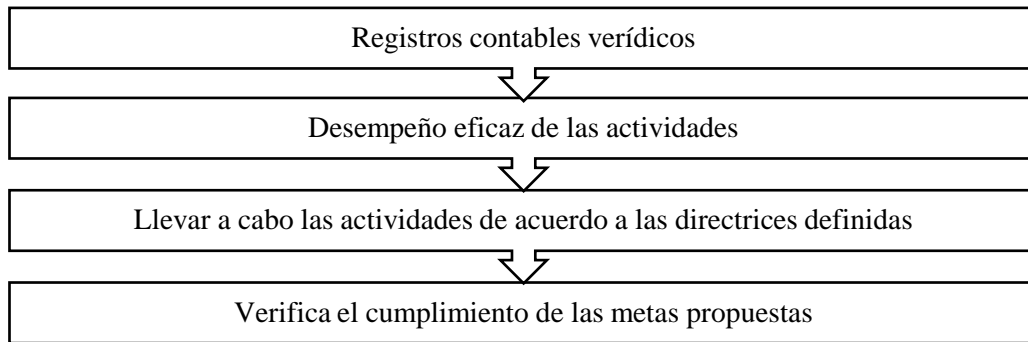 Registros contables verídicos
Desempeño eficaz de las actividades
Llevar a cabo las actividades de acuerdo a las directrices definidas
Verifica el cumplimiento de las metas propuestas